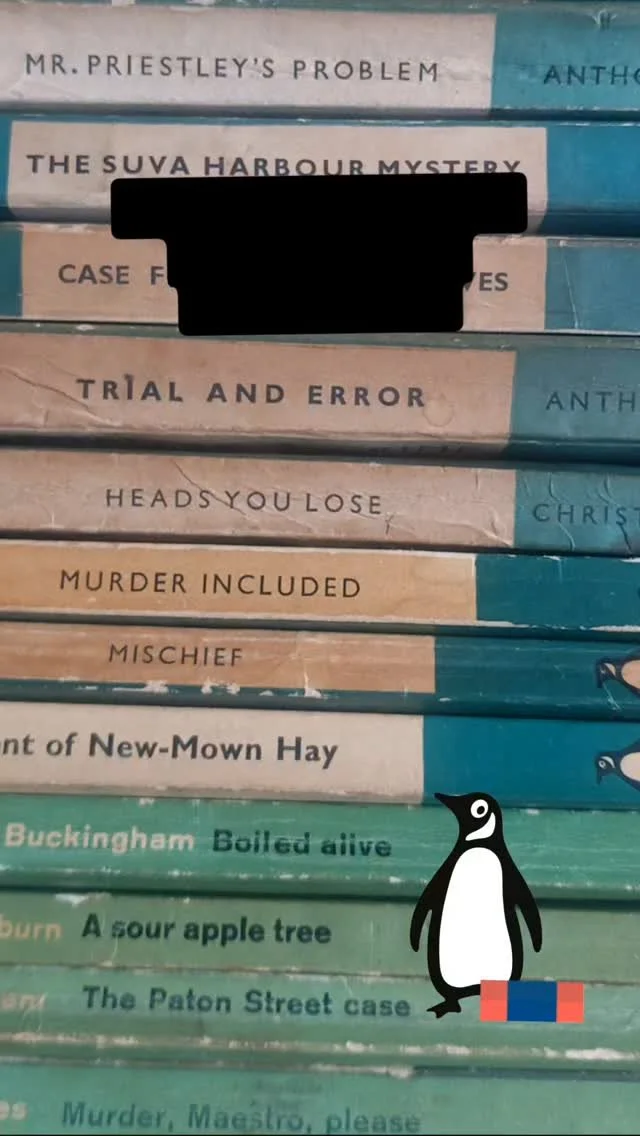 MR. PRIESTLEY'S PROBLEM ANTHO
THE SUVA HARBOUR MYSTERY
CASE F VES
TRIAL AND ERROR ANTH
HEADS YOU LOSE CHRIST
MURDER INCLUDED
MISCHIEF
nt of New-Mown Hay
Buckingham Boiled alive
burn A sour apple tree
The Paton Street case
es Murder, Maestro, please